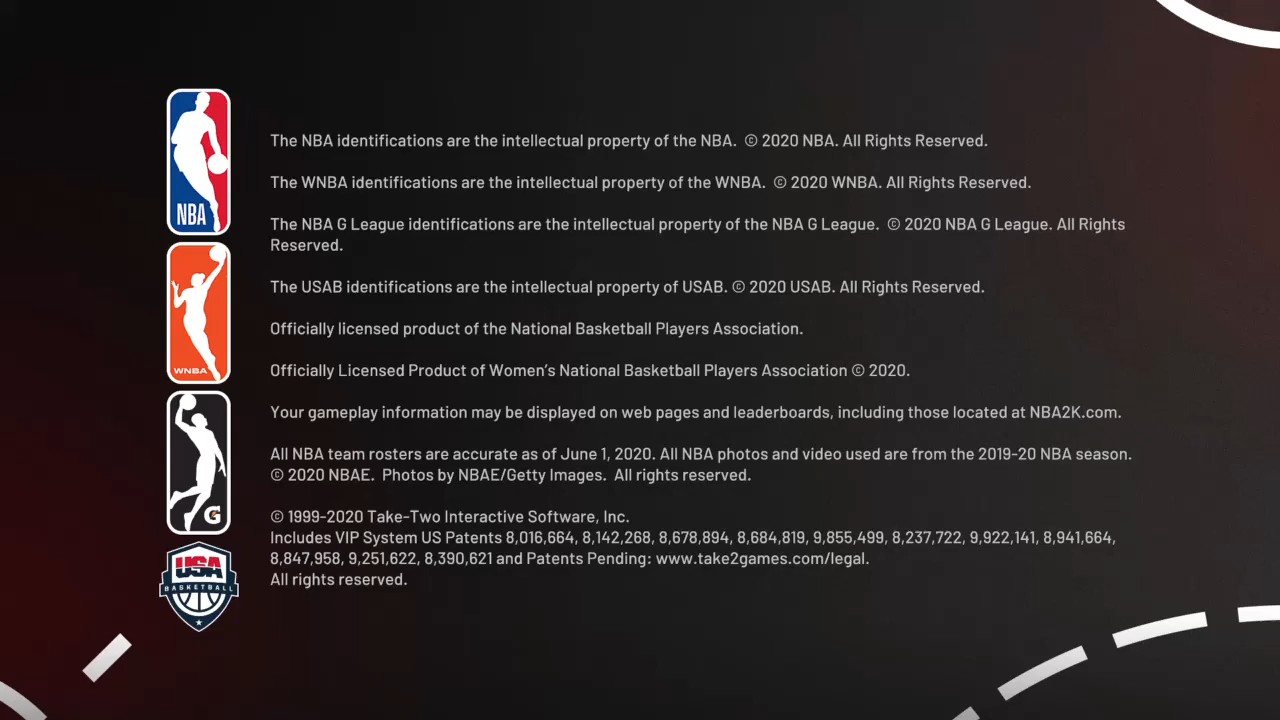 The NBA identifications are the intellectual property of the NBA. © 2020 NBA. All Rights Reserved.
The WNBA identifications are the intellectual property of the WNBA. © 2020 WNBA. All Rights Reserved.
The NBA G League identifications are the intellectual property of the NBA G League. © 2020 NBA G League. All Rights
Reserved.
The USAB identifications are the intellectual property of USAB. © 2020 USAB. All Rights Reserved.
Officially licensed product of the National Basketball Players Association.
Officially Licensed Product of Women's National Basketball Players Association © 2020.
Your gameplay information may be displayed on web pages and leaderboards, including those located at NBA2K.com.
All NBA team rosters are accurate as of June 1, 2020. All NBA photos and video used are from the 2019-20 NBA season.
© 2020 NBAE. Photos by NBAE/Getty Images. All rights reserved.
© 1999-2020 Take-Two Interactive Software, Inc.
Includes VIP System US Patents 8,016,664, 8,142,268, 8,678,894, 8,684,819, 9,855,499, 8,237,722, 9,922,141, 8,941,664,
8,847,958, 9,251,622, 8,390,621 and Patents Pending: www.take2games.com/legal.
All rights reserved.
NBA
WNBA
G
USA
BASKETBALL